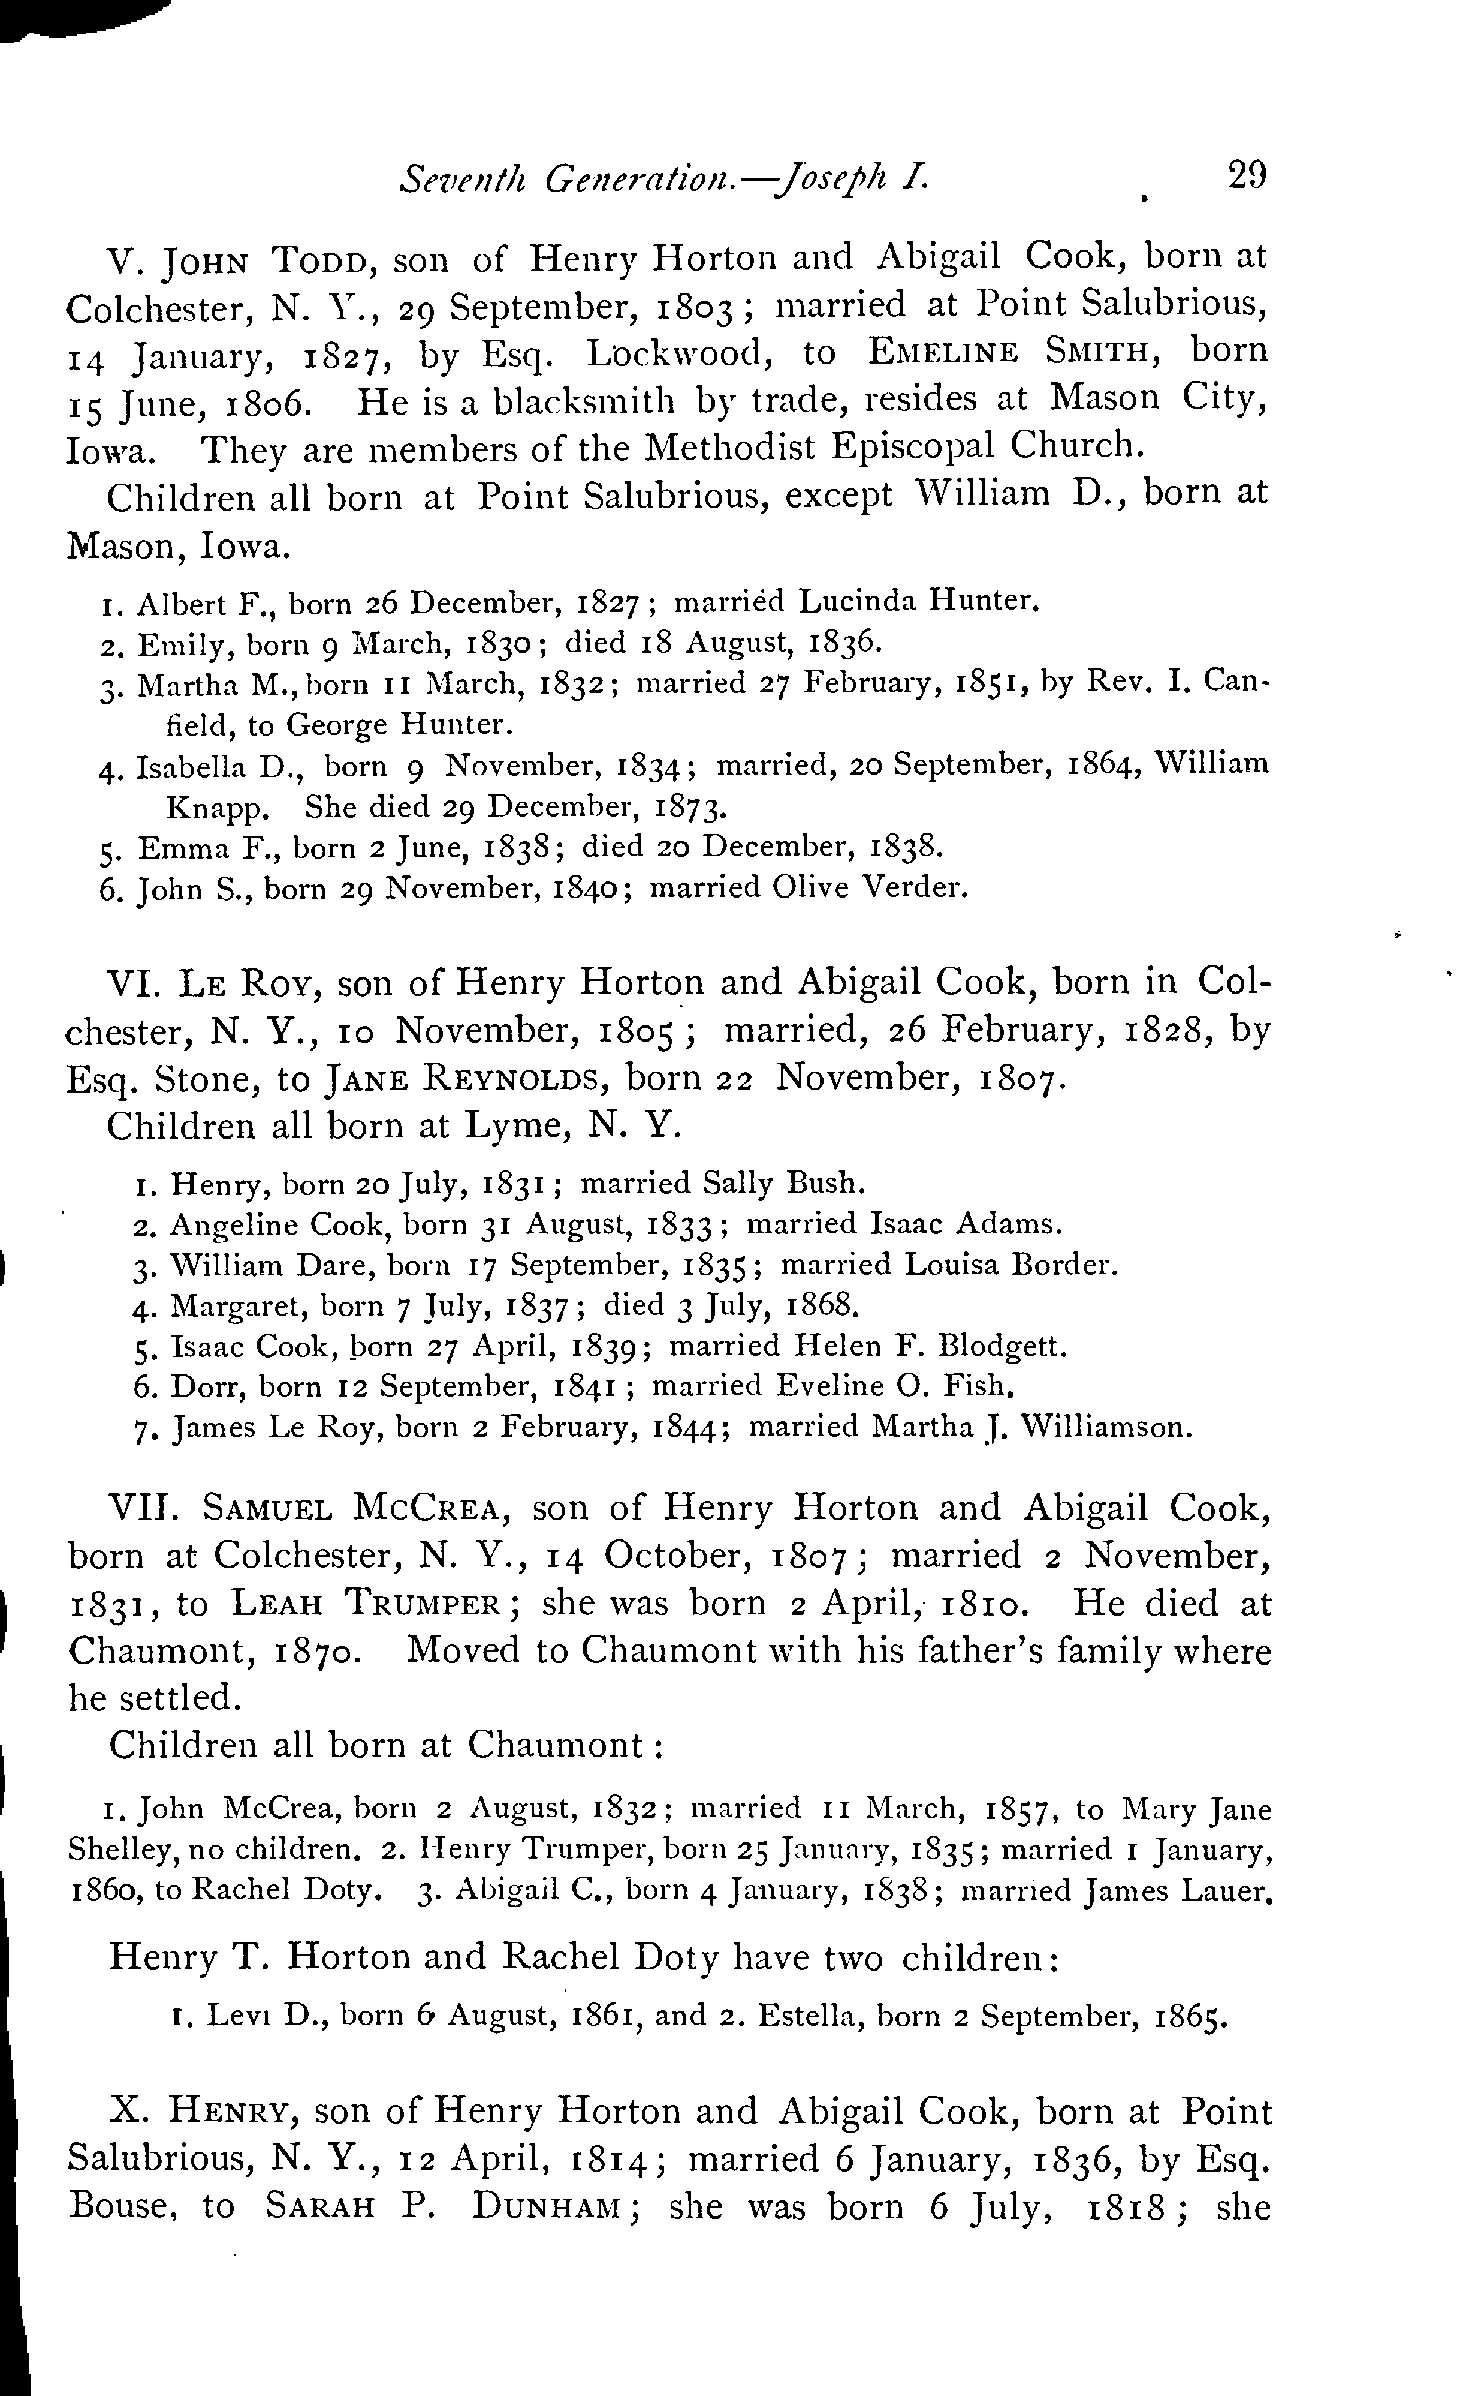 Seventh Generation.—Joseph I. 29
V. JOHN TODD, son of Henry Horton and Abigail Cook, born at
Colchester, N. Y., 29 September, 1803; married at Point Salubrious,
14 January, 1827, by Esq. Lockwood, to EMELINE SMITH, born
15 June, 1806. He is a blacksmith by trade, resides at Mason City,
Iowa. They are members of the Methodist Episcopal Church.
Children all born at Point Salubrious, except William D., born at
Mason, Iowa.
1. Albert F., born 26 December, 1827; married Lucinda Hunter.
2. Emily, born 9 March, 1830; died 18 August, 1836.
3. Martha M., born 11 March, 1832; married 27 February, 1851, by Rev. I. Can-
field, to George Hunter.
4. Isabella D., born 9 November, 1834; married, 20 September, 1864, William
Knapp. She died 29 December, 1873.
5. Emma F., born 2 June, 1838; died 20 December, 1838.
6. John S., born 29 November, 1840; married Olive Verder.
VI. LE ROY, son of Henry Horton and Abigail Cook, born in Col-
chester, N. Y., 10 November, 1805; married, 26 February, 1828, by
Esq. Stone, to JANE REYNOLDS, born 22 November, 1807.
Children all born at Lyme, N. Y.
1. Henry, born 20 July, 1831; married Sally Bush.
2. Angeline Cook, born 31 August, 1833; married Isaac Adams.
3. William Dare, born 17 September, 1835; married Louisa Border.
4. Margaret, born 7 July, 1837; died 3 July, 1868.
5. Isaac Cook, born 27 April, 1839; married Helen F. Blodgett.
6. Dorr, born 12 September, 1841; married Eveline O. Fish.
7. James Le Roy, born 2 February, 1844; married Martha J. Williamson.
VII. SAMUEL MCCREA, son of Henry Horton and Abigail Cook,
born at Colchester, N. Y., 14 October, 1807; married 2 November,
1831, to LEAH TRUMPER; she was born 2 April, 1810. He died at
Chaumont, 1870. Moved to Chaumont with his father's family where
he settled.
Children all born at Chaumont:
1. John McCrea, born 2 August, 1832; married 11 March, 1857, to Mary Jane
Shelley, no children. 2. Henry Trumper, born 25 January, 1835; married 1 January,
1860, to Rachel Doty. 3. Abigail C., born 4 January, 1838; married James Lauer.
Henry T. Horton and Rachel Doty have two children:
1. Levi D., born 6 August, 1861, and 2. Estella, born 2 September, 1865.
X. HENRY, son of Henry Horton and Abigail Cook, born at Point
Salubrious, N. Y., 12 April, 1814; married 6 January, 1836, by Esq.
Bouse, to SARAH P. DUNHAM; she was born 6 July, 1818; she